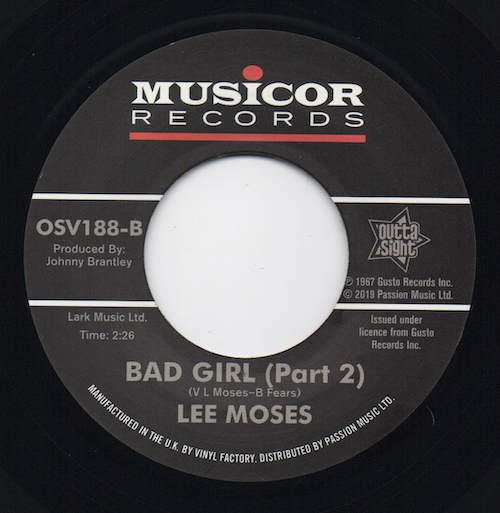 MUSICOR
RECORDS
OSV188-B
Produced By:
Johnny Brantley
outta
sight
℗ 1967 Gusto Records Inc.
© 2019 Passion Music Ltd.
Lark Music Ltd.
Time: 2:26
Issued under
licence from Gusto
Records Inc.
BAD GIRL (Part 2)
(V L Moses-B Fears)
LEE MOSES
MANUFACTURED IN THE U.K. BY VINYL FACTORY. DISTRIBUTED BY PASSION MUSIC LTD.